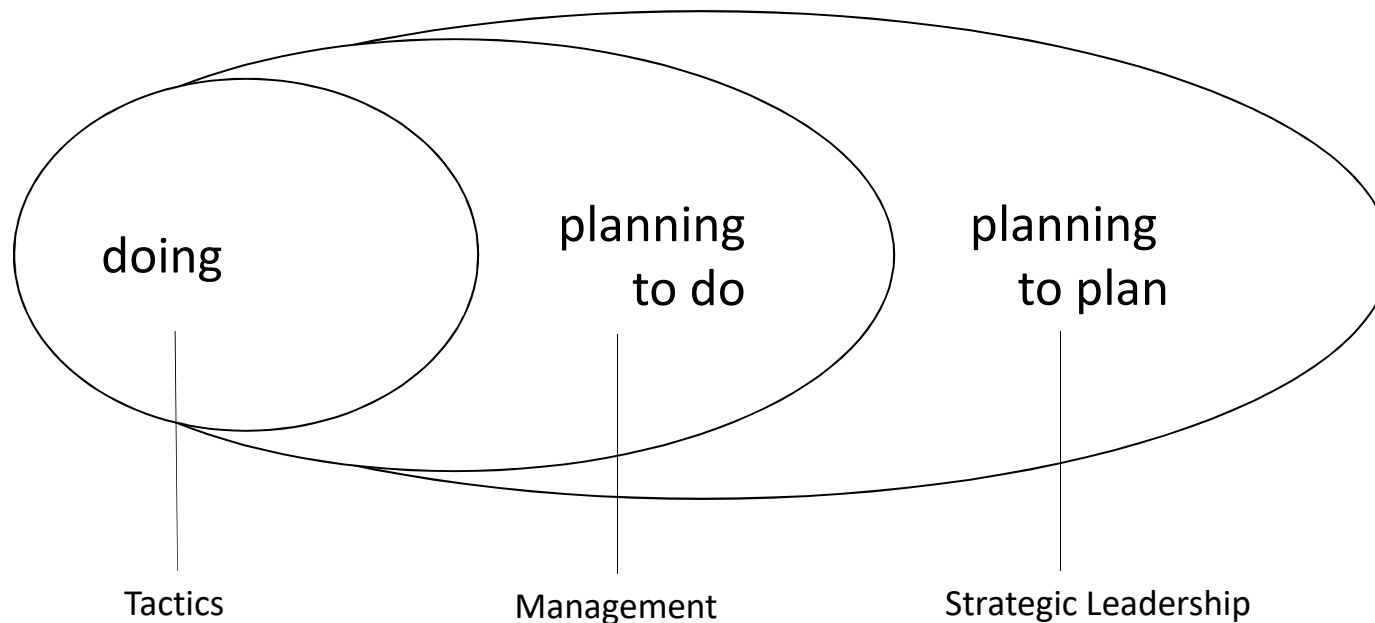 doing
planning
to do
planning
to plan
Tactics
Management
Strategic Leadership